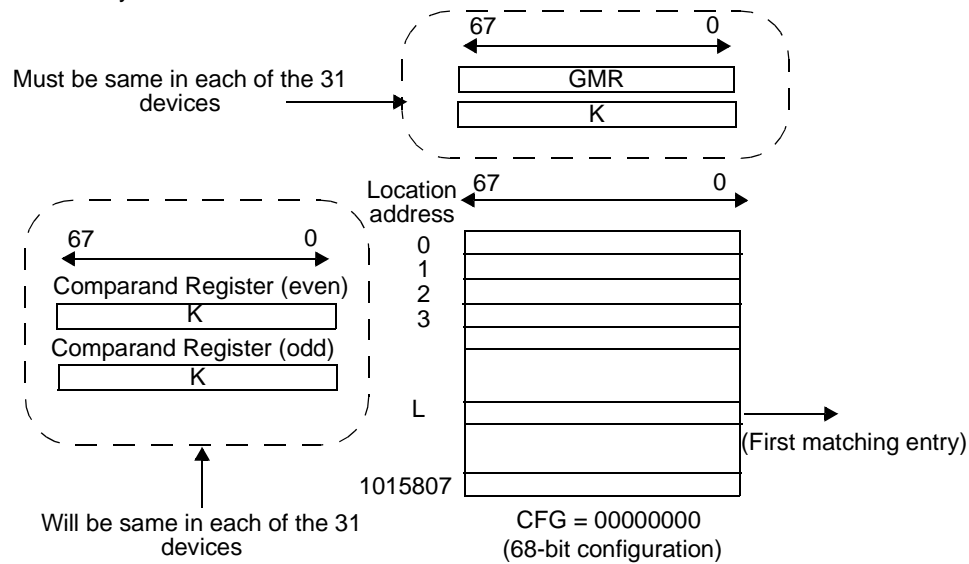 67 0
Must be same in each of the 31
devices
GMR
K
Location
address
67 0
67 0
Comparand Register (even)
K
Comparand Register (odd)
K
0
1
2
3
L
(First matching entry)
1015807
Will be same in each of the 31
devices
CFG = 00000000
(68-bit configuration)